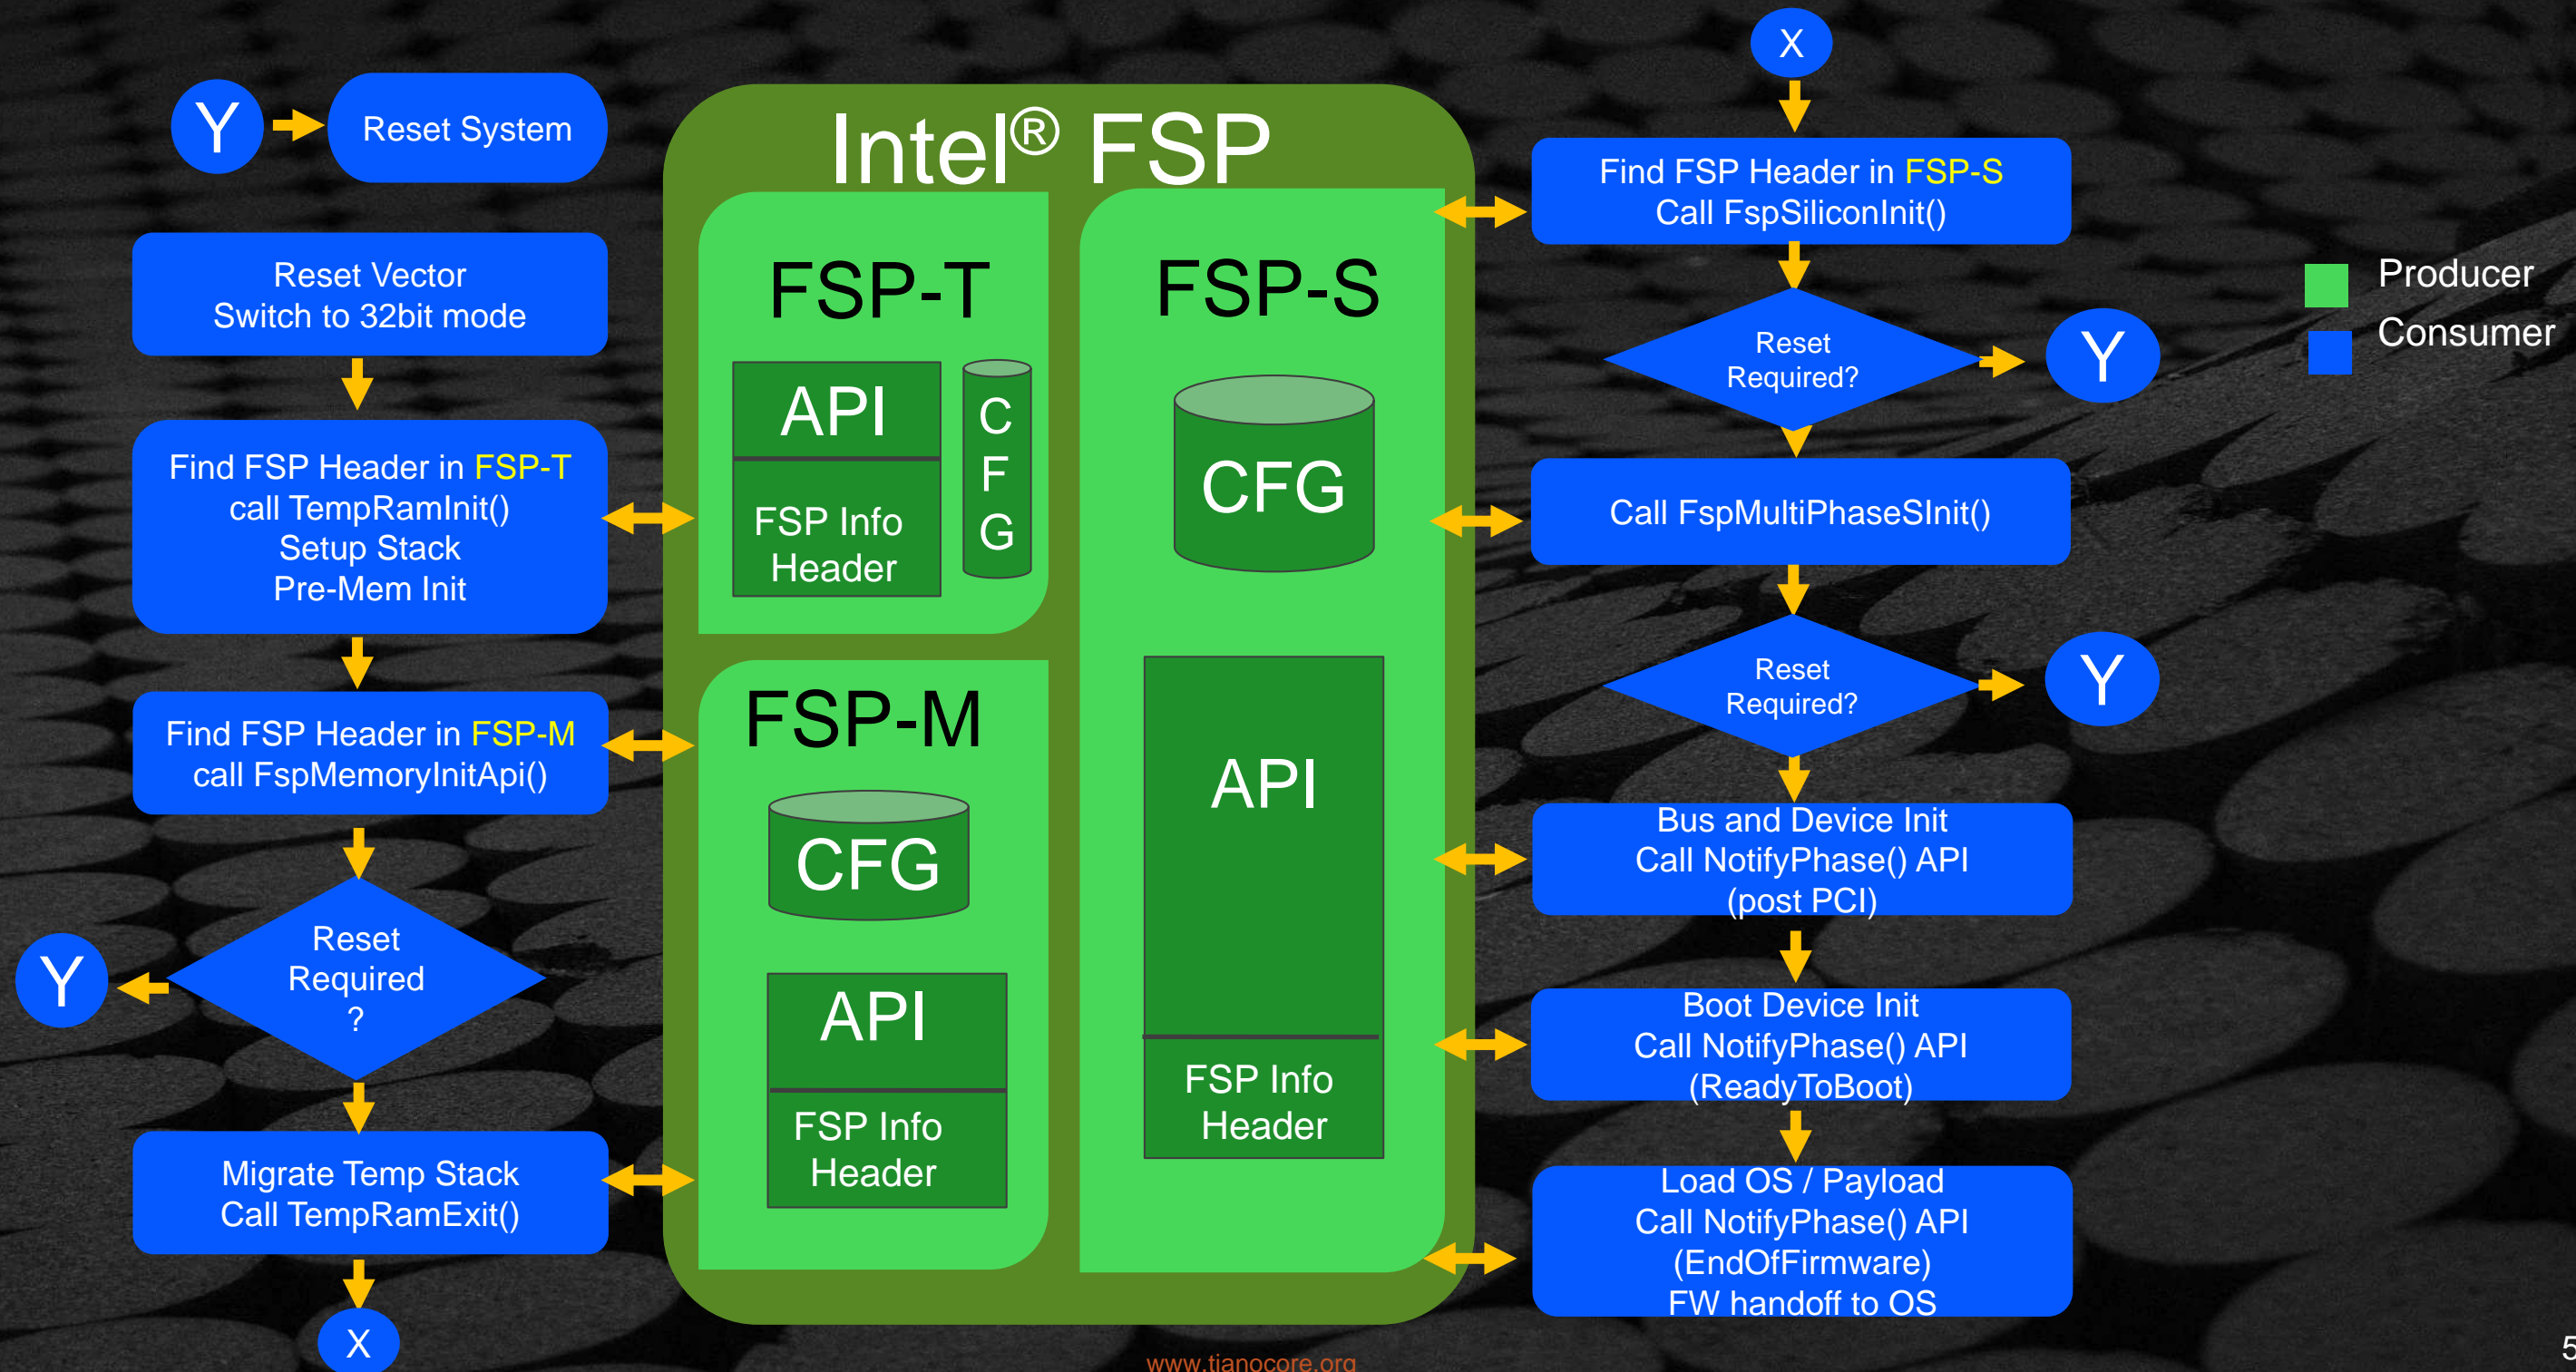 Y
Reset System
Reset Vector
Switch to 32bit mode
Find FSP Header in FSP-T
call TempRamInit()
Setup Stack
Pre-Mem Init
Find FSP Header in FSP-M
call FspMemoryInitApi()
Reset
Required
?
Y
Migrate Temp Stack
Call TempRamExit()
X
Intel® FSP
FSP-T
API
FSP Info
Header
C
F
G
FSP-M
CFG
API
FSP Info
Header
FSP-S
CFG
API
FSP Info
Header
X
Find FSP Header in FSP-S
Call FspSiliconInit()
Reset
Required?
Y
Call FspMultiPhaseSInit()
Reset
Required?
Y
Bus and Device Init
Call NotifyPhase() API
(post PCI)
Boot Device Init
Call NotifyPhase() API
(ReadyToBoot)
Load OS / Payload
Call NotifyPhase() API
(EndOfFirmware)
FW handoff to OS
Producer
Consumer
www.tianocore.org
5